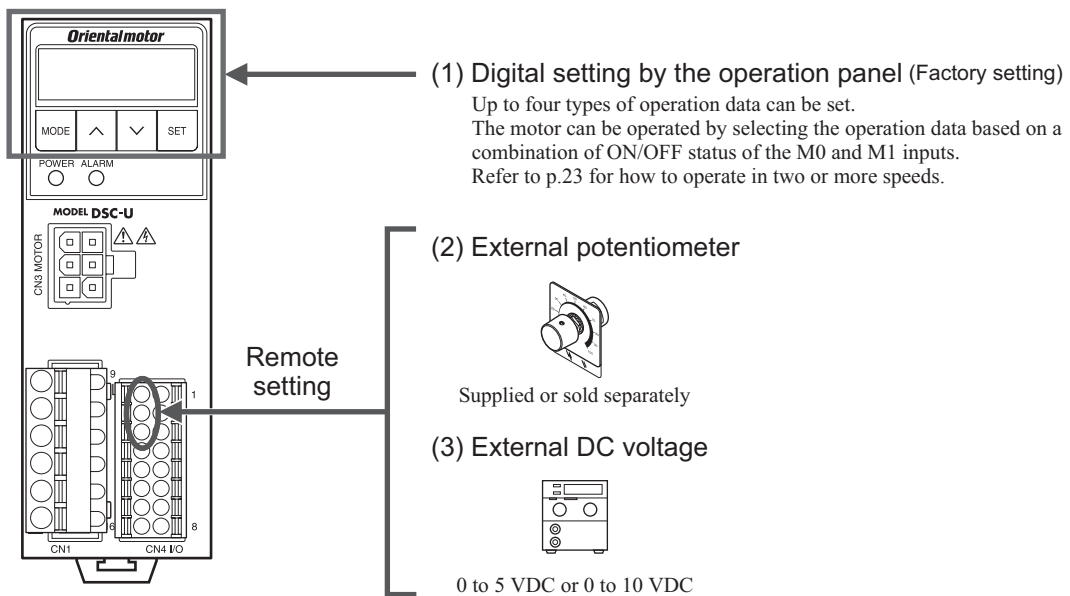 Orientalmotor
MODE
SET
POWER ALARM
MODEL DSC-U
CN3 MOTOR
9
1
6
8
CN1
CN4 I/O
Remote
setting
(1) Digital setting by the operation panel (Factory setting)
Up to four types of operation data can be set.
The motor can be operated by selecting the operation data based on a
combination of ON/OFF status of the M0 and M1 inputs.
Refer to p.23 for how to operate in two or more speeds.
(2) External potentiometer
Supplied or sold separately
(3) External DC voltage
0 to 5 VDC or 0 to 10 VDC